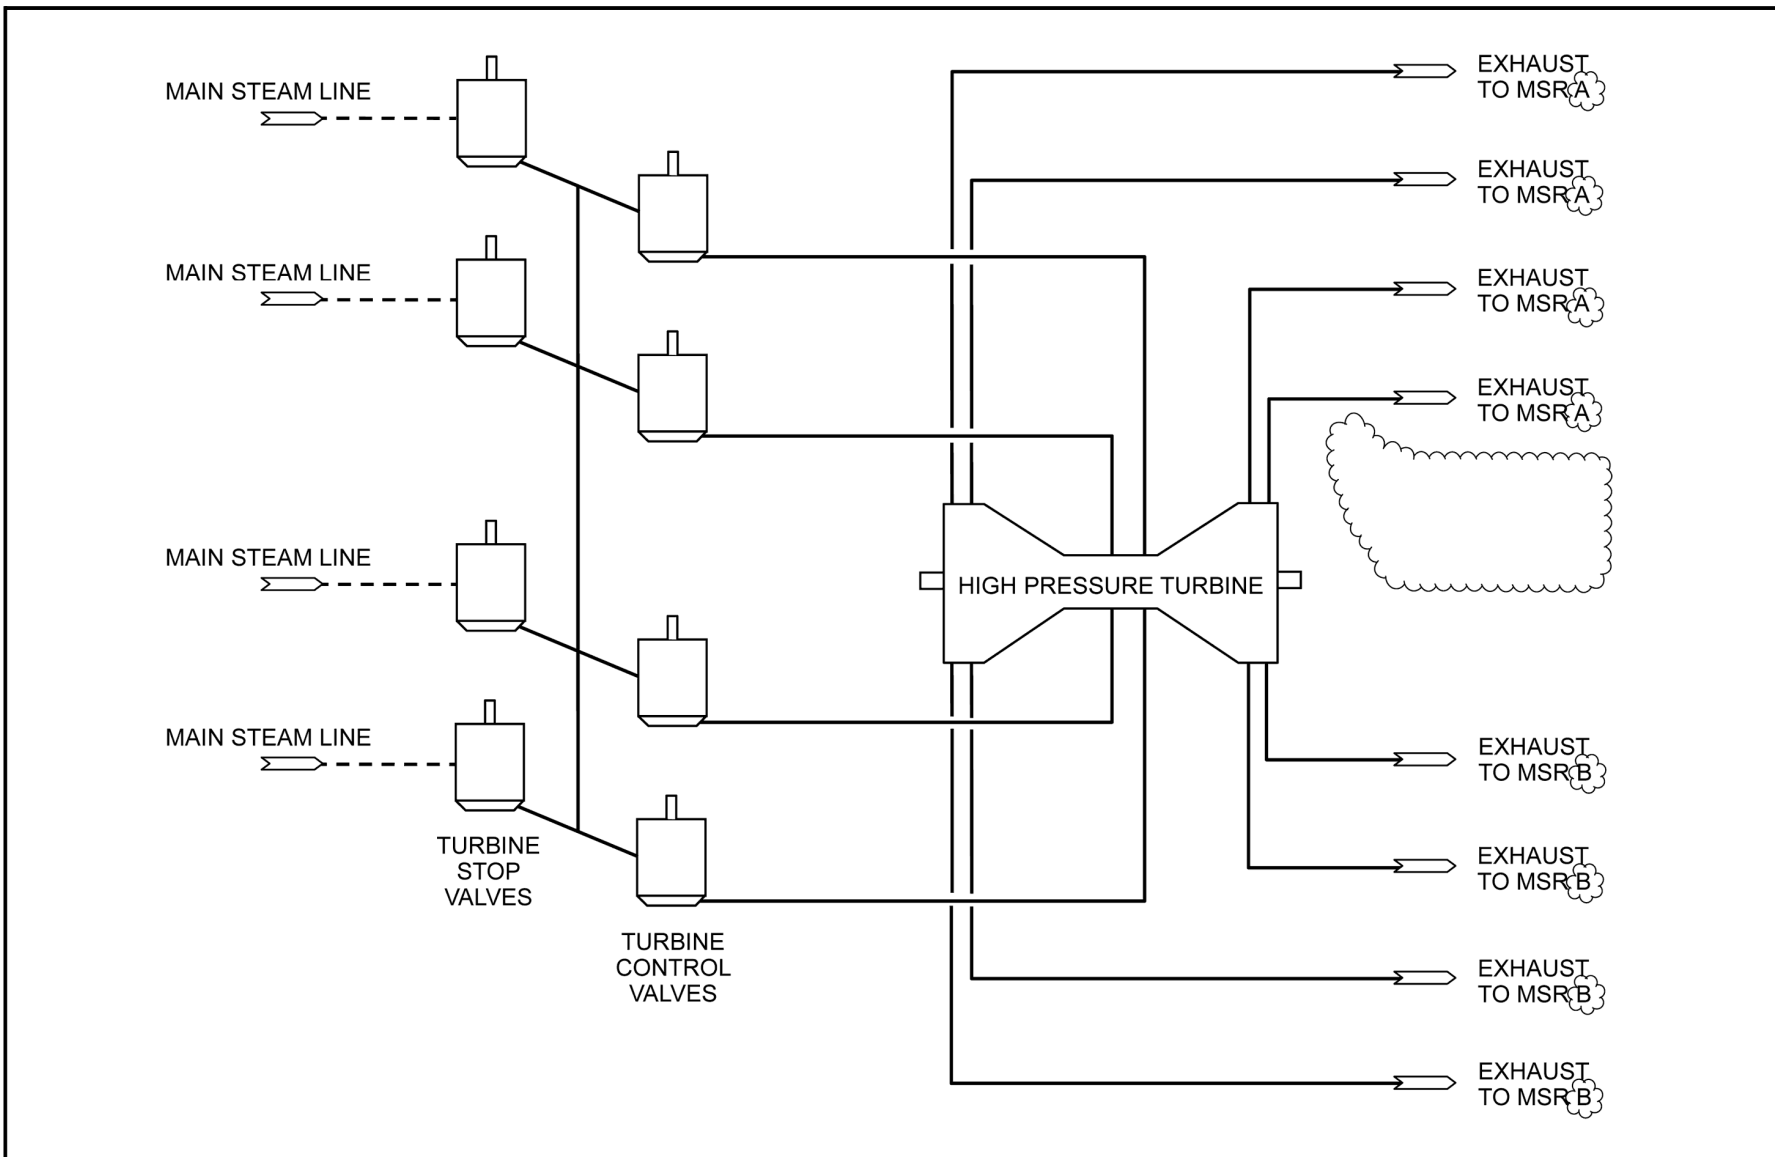 MAIN STEAM LINE
EXHAUST
TO MSR A
EXHAUST
TO MSR A
MAIN STEAM LINE
EXHAUST
TO MSR A
EXHAUST
TO MSR A
MAIN STEAM LINE
HIGH PRESSURE TURBINE
MAIN STEAM LINE
EXHAUST
TO MSR B
TURBINE
STOP
VALVES
EXHAUST
TO MSR B
TURBINE
CONTROL
VALVES
EXHAUST
TO MSR B
EXHAUST
TO MSR B